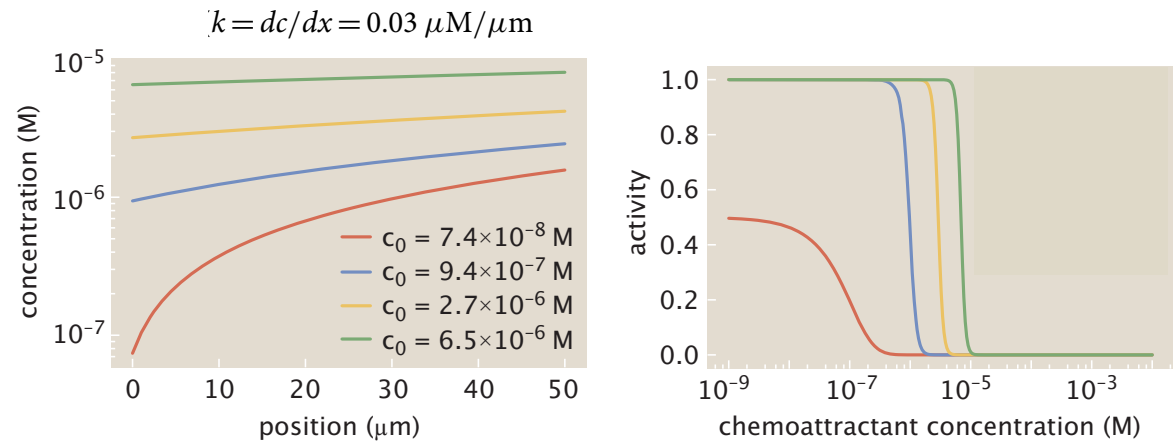 k = dc/dx = 0.03 μM/μm
concentration (M)
10⁻⁵
10⁻⁶
10⁻⁷
c₀ = 7.4×10⁻⁸ M
c₀ = 9.4×10⁻⁷ M
c₀ = 2.7×10⁻⁶ M
c₀ = 6.5×10⁻⁶ M
0 10 20 30 40 50
position (μm)
activity
1.0
0.8
0.6
0.4
0.2
0.0
10⁻⁹ 10⁻⁷ 10⁻⁵ 10⁻³
chemoattractant concentration (M)